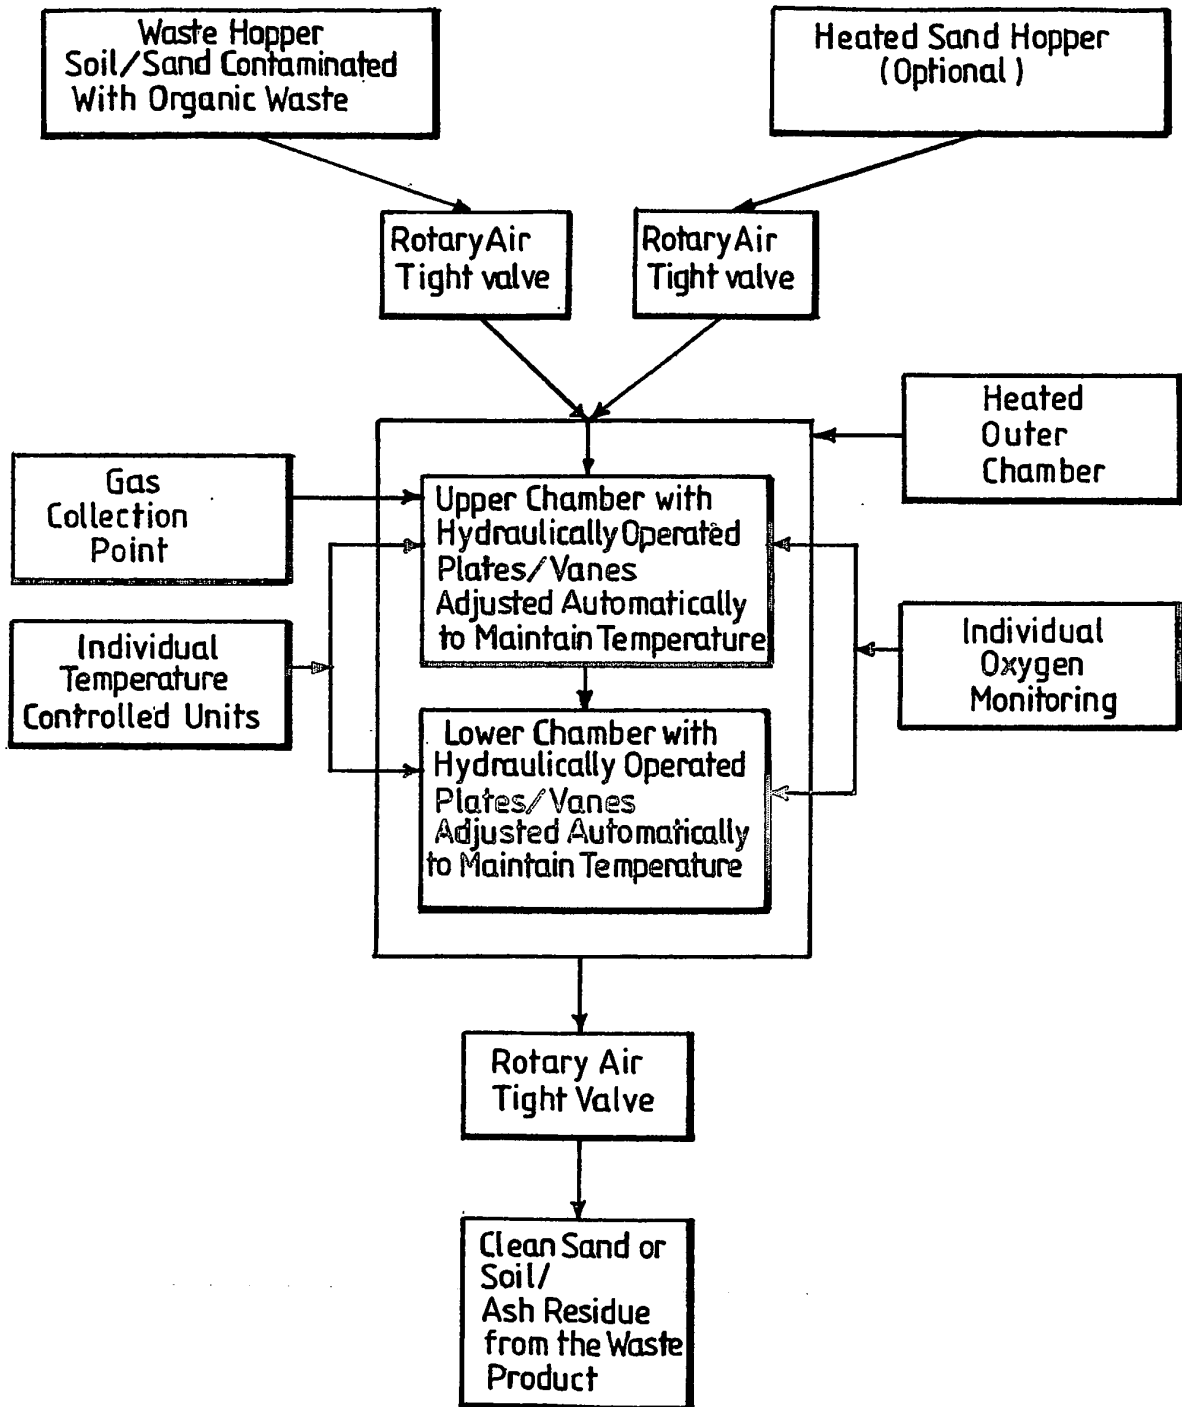 Waste Hopper
Soil/Sand Contaminated
With Organic Waste
Heated Sand Hopper
(Optional)
Rotary Air
Tight valve
Rotary Air
Tight valve
Heated
Outer
Chamber
Gas
Collection
Point
Upper Chamber with
Hydraulically Operated
Plates/Vanes
Adjusted Automatically
to Maintain Temperature
Individual
Temperature
Controlled Units
Individual
Oxygen
Monitoring
Lower Chamber with
Hydraulically Operated
Plates/Vanes
Adjusted Automatically
to Maintain Temperature
Rotary Air
Tight Valve
Clean Sand or
Soil/
Ash Residue
from the Waste
Product